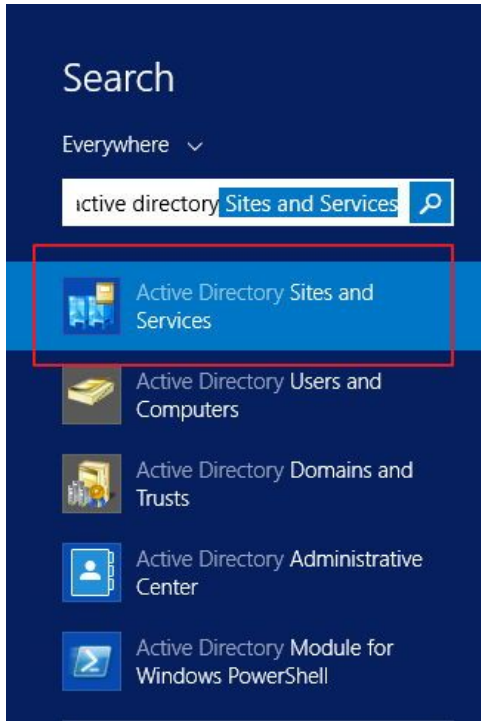 Search
Everywhere
active directory Sites and Services
Active Directory Sites and
Services
Active Directory Users and
Computers
Active Directory Domains and
Trusts
Active Directory Administrative
Center
Active Directory Module for
Windows PowerShell